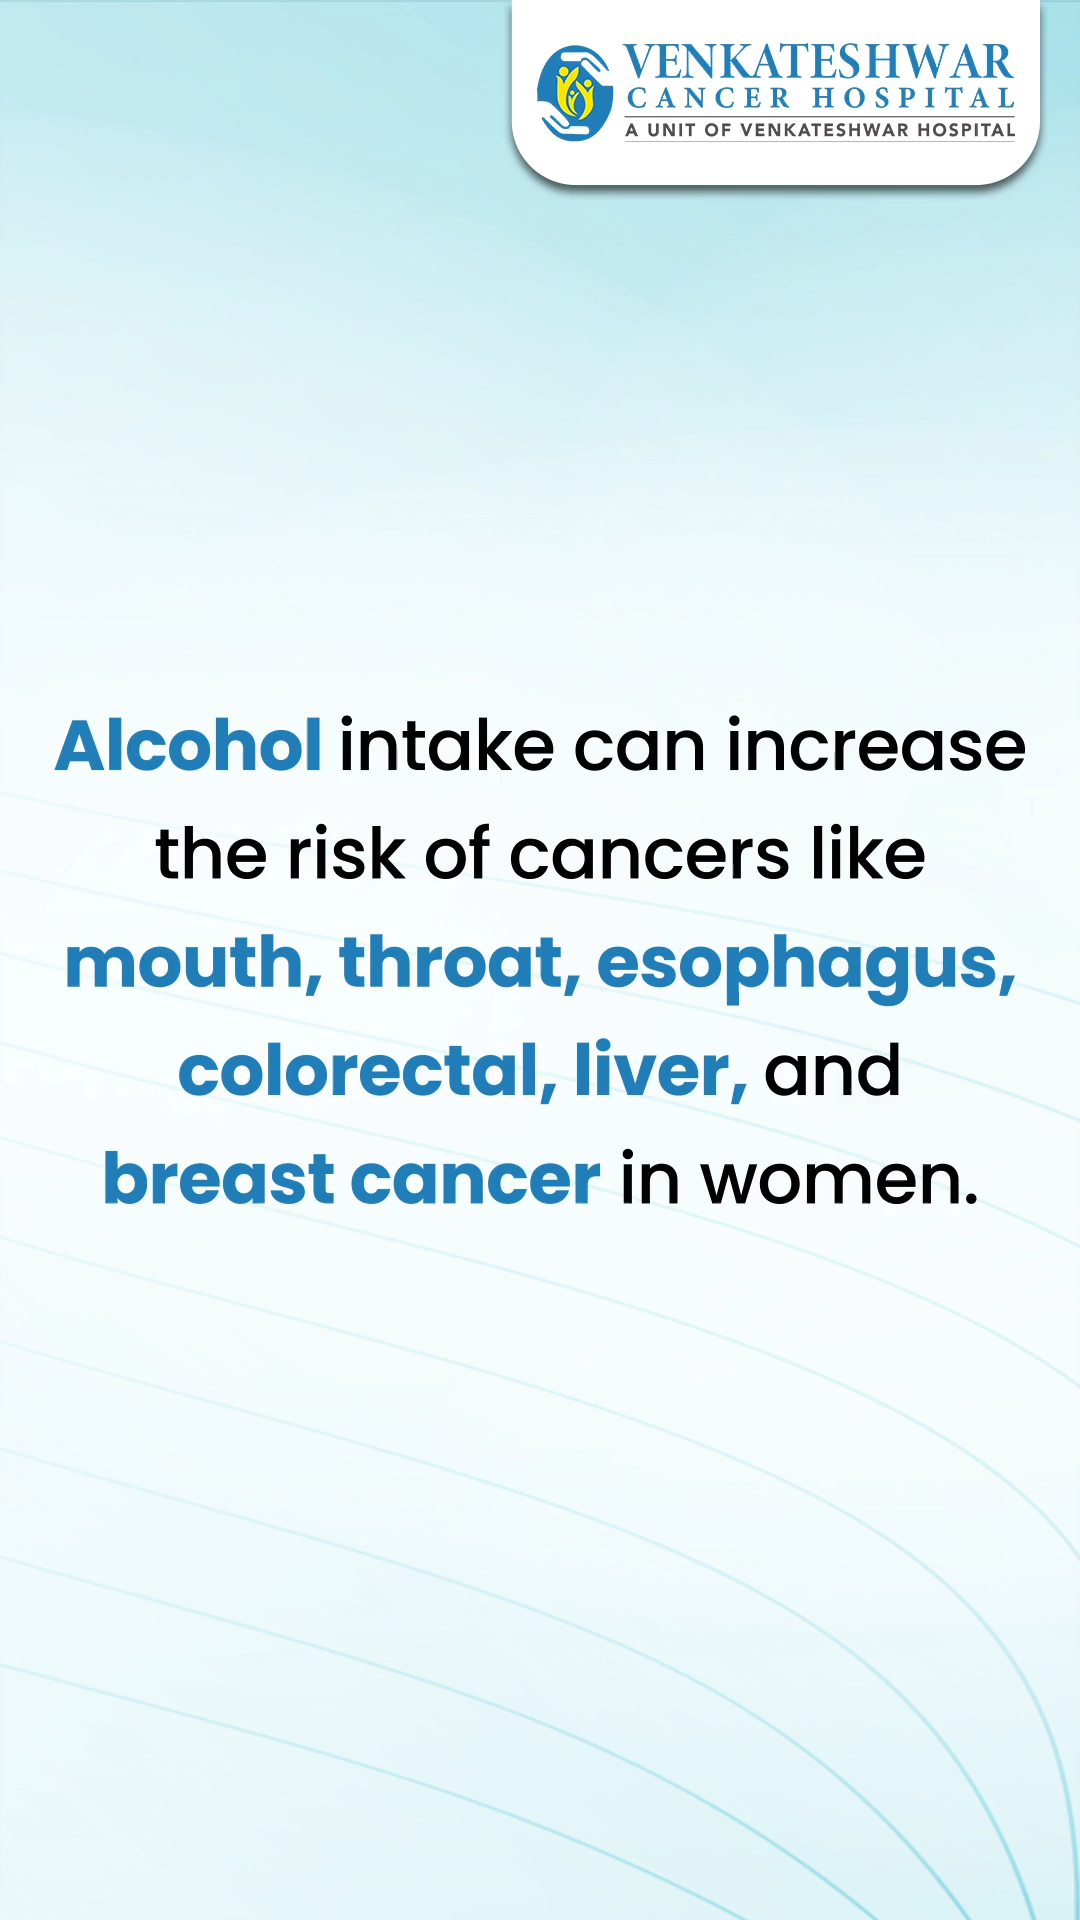 VENKATESHWAR
CANCER HOSPITAL
A UNIT OF VENKATESHWAR HOSPITAL
Alcohol intake can increase
the risk of cancers like
mouth, throat, esophagus,
colorectal, liver, and
breast cancer in women.